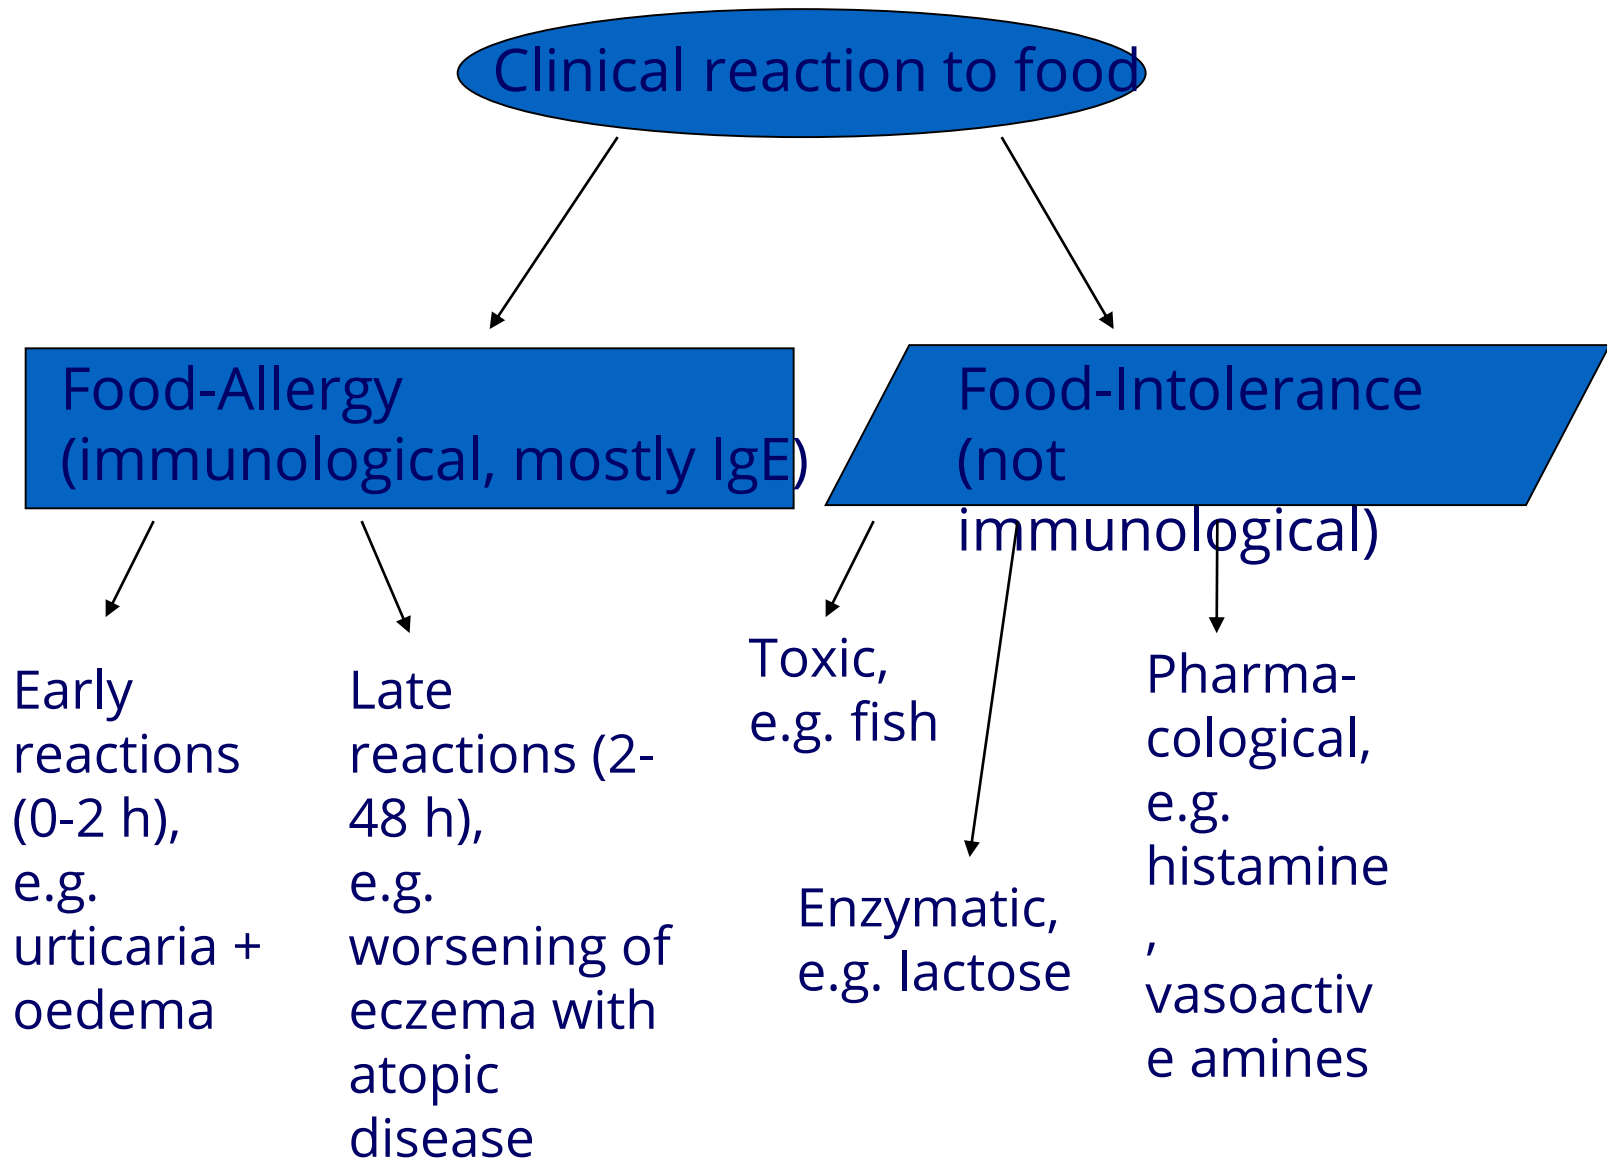 Clinical reaction to food
Food-Allergy
(immunological, mostly IgE)
Food-Intolerance
(not
immunological)
Early
reactions
(0-2 h),
e.g.
urticaria +
oedema
Late
reactions (2-
48 h),
e.g.
worsening of
eczema with
atopic
disease
Toxic,
e.g. fish
Enzymatic,
e.g. lactose
Pharma-
cological,
e.g.
histamine
,
vasoactiv
e amines